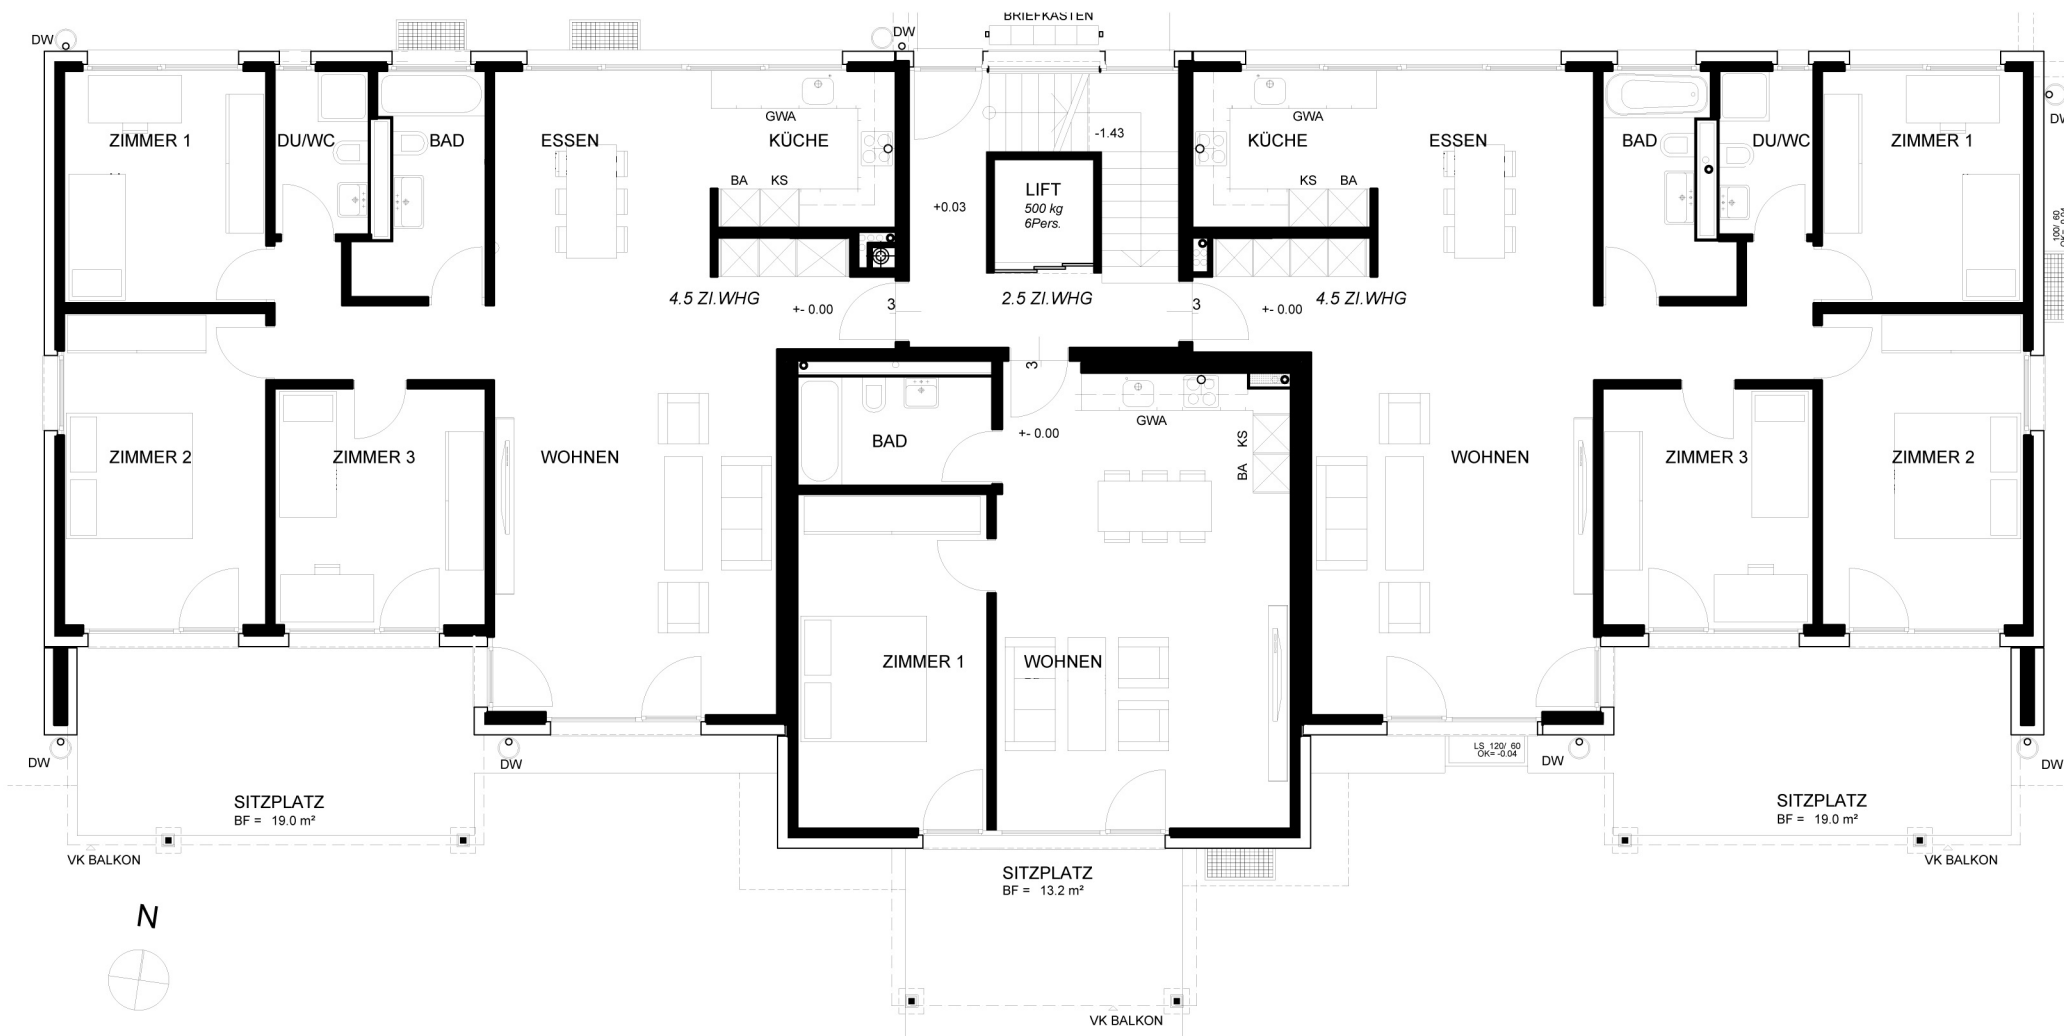 BRIEFKASTEN
DW
DW
DW
ZIMMER 1
DU/WC
BAD
ESSEN
GWA
KÜCHE
BA
KS
-1.43
+0.03
LIFT
500 kg
6Pers.
GWA
KÜCHE
ESSEN
KS
BA
BAD
DU/WC
ZIMMER 1
100/ 60
4.5 ZI.WHG
+- 0.00
3
2.5 ZI.WHG
3
+- 0.00
4.5 ZI.WHG
3
ZIMMER 2
ZIMMER 3
WOHNEN
BAD
+- 0.00
GWA
KS
BA
WOHNEN
ZIMMER 3
ZIMMER 2
ZIMMER 1
WOHNEN
DW
DW
LS 120/ 60
OK= -0.04
DW
DW
SITZPLATZ
BF = 19.0 m²
SITZPLATZ
BF = 19.0 m²
VK BALKON
VK BALKON
SITZPLATZ
BF = 13.2 m²
N
VK BALKON